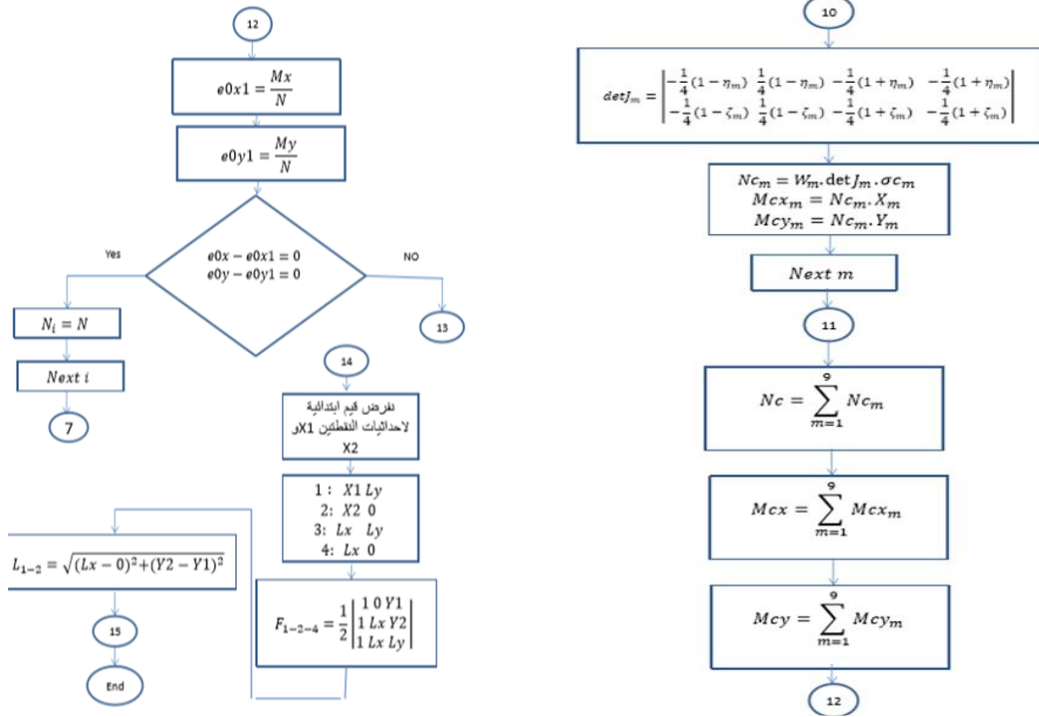 12
e0x1 = Mx/N
e0y1 = My/N
Yes
e0x − e0x1 = 0
e0y − e0y1 = 0
NO
N_i = N
Next i
7
13
14
نفرض قيم ابتدائية
لاحداثيات النقطتين X1و
X2
1 : X1 Ly
2: X2 0
3: Lx Ly
4: Lx 0
L_{1−2} = √((Lx − 0)²+(Y2 − Y1)²)
F_{1−2−4} = 1/2 |1 0 Y1
1 Lx Y2
1 Lx Ly|
15
End
10
detJ_m = |−1/4(1 − η_m) 1/4(1 − η_m) −1/4(1 + η_m) −1/4(1 + η_m)|
|−1/4(1 − ζ_m) 1/4(1 − ζ_m) −1/4(1 + ζ_m) −1/4(1 + ζ_m)|
Nc_m = W_m.detJ_m.σc_m
Mcx_m = Nc_m.X_m
Mcy_m = Nc_m.Y_m
Next m
11
Nc = ∑_{m=1}^{9} Nc_m
Mcx = ∑_{m=1}^{9} Mcx_m
Mcy = ∑_{m=1}^{9} Mcy_m
12